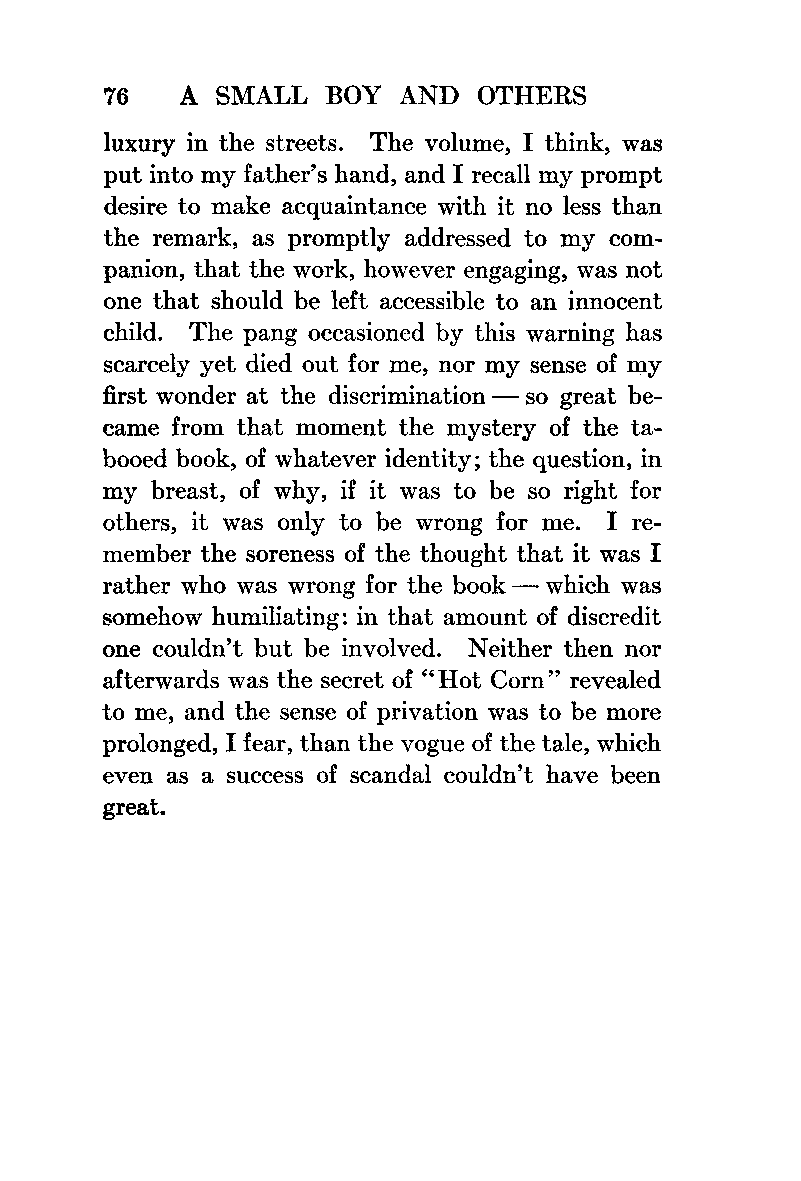 76 A SMALL BOY AND OTHERS
luxury in the streets. The volume, I think, was
put into my father's hand, and I recall my prompt
desire to make acquaintance with it no less than
the remark, as promptly addressed to my com-
panion, that the work, however engaging, was not
one that should be left accessible to an innocent
child. The pang occasioned by this warning has
scarcely yet died out for me, nor my sense of my
first wonder at the discrimination — so great be-
came from that moment the mystery of the ta-
booed book, of whatever identity; the question, in
my breast, of why, if it was to be so right for
others, it was only to be wrong for me. I re-
member the soreness of the thought that it was I
rather who was wrong for the book — which was
somehow humiliating: in that amount of discredit
one couldn't but be involved. Neither then nor
afterwards was the secret of “Hot Corn” revealed
to me, and the sense of privation was to be more
prolonged, I fear, than the vogue of the tale, which
even as a success of scandal couldn't have been
great.